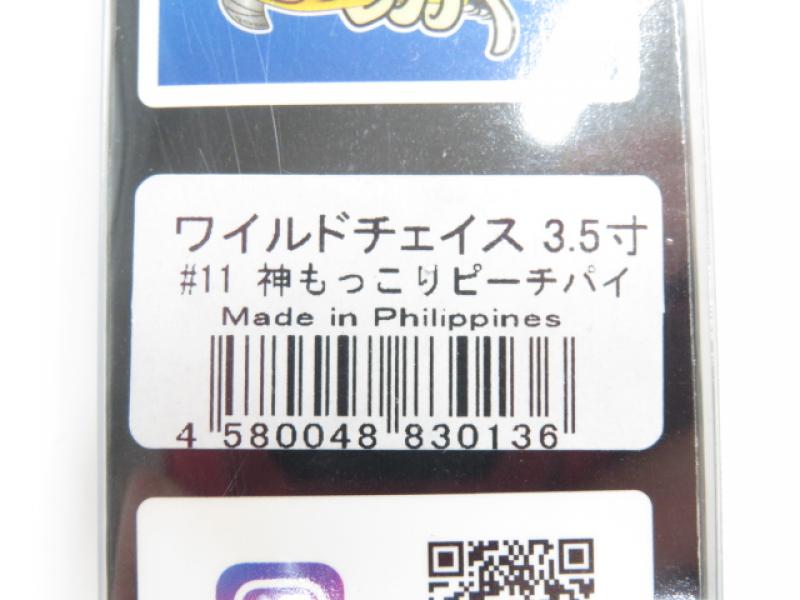 ワイルドチェイス 3.5寸
#11 神もっこりピーチパイ
Made in Philippines
4 580048 830136